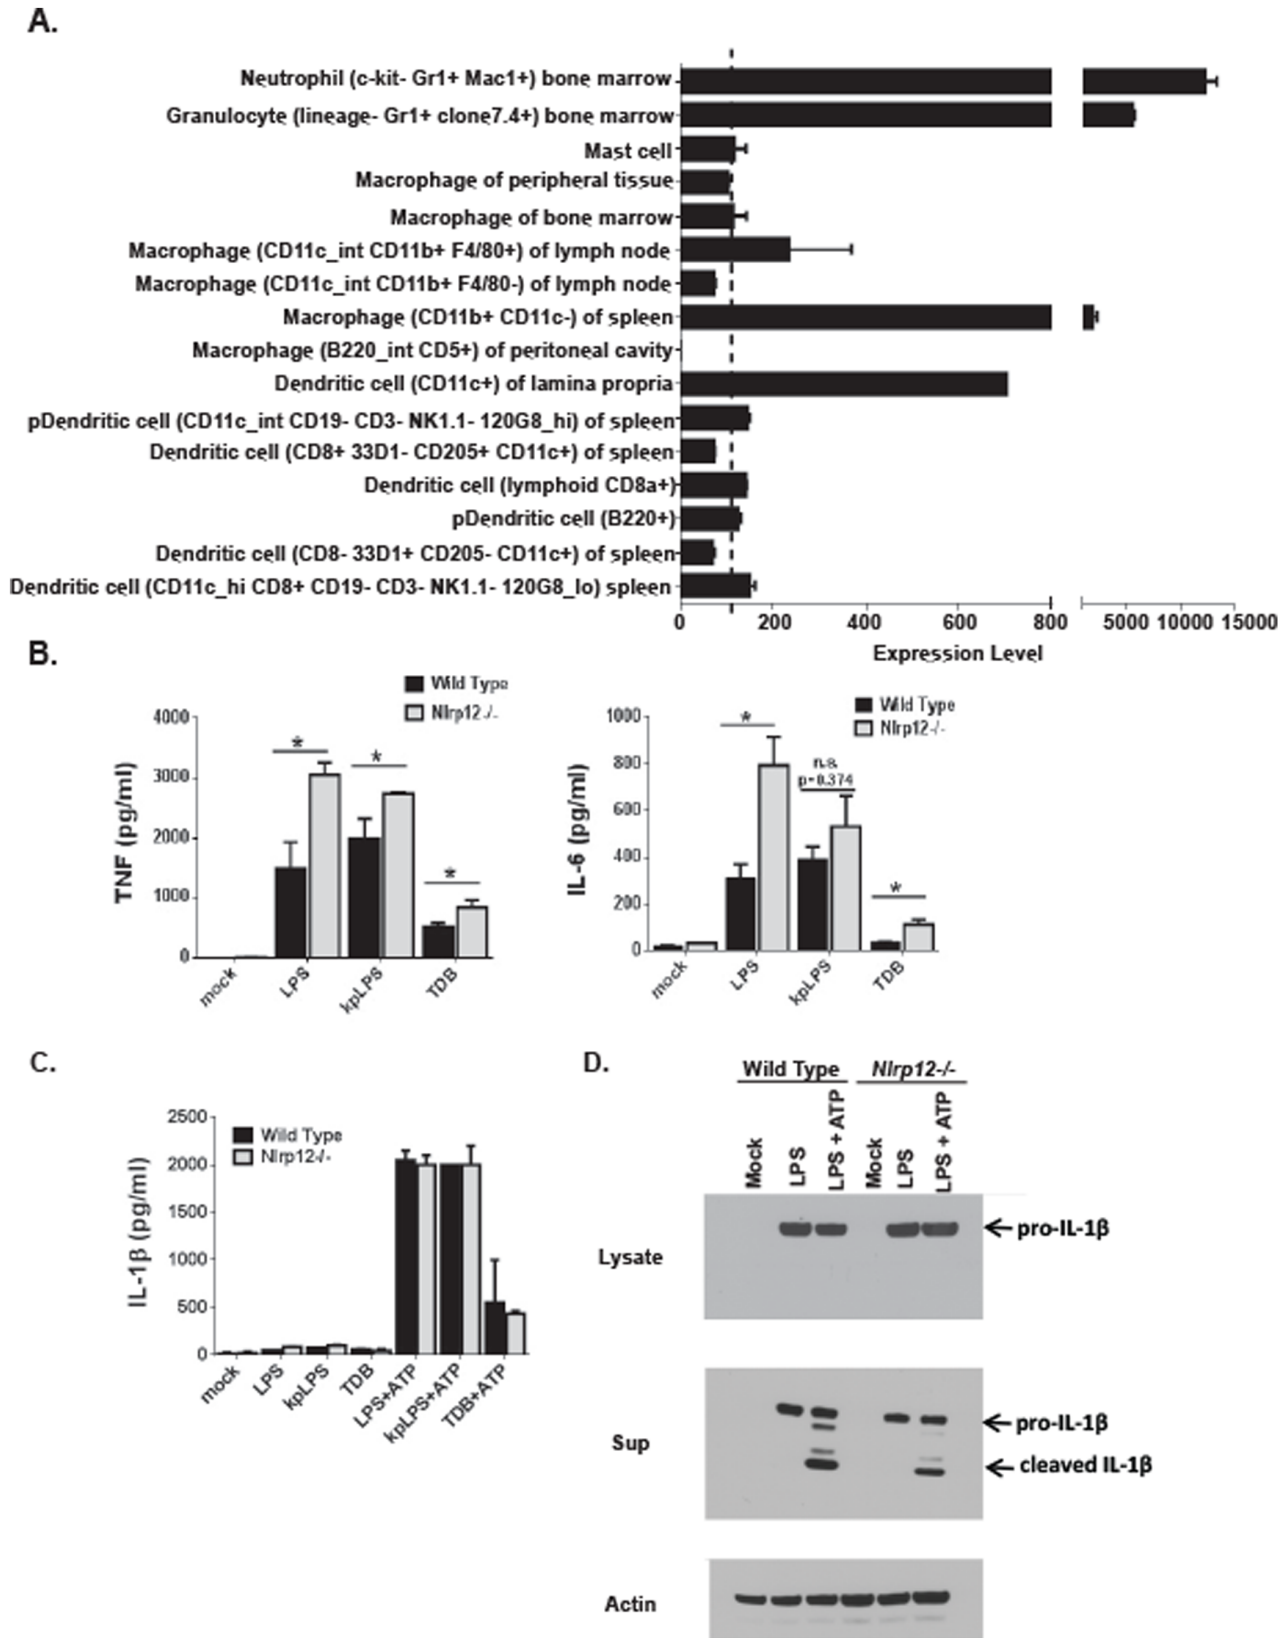 A.
Neutrophil (c-kit- Gr1+ Mac1+) bone marrow
Granulocyte (lineage- Gr1+ clone7.4+) bone marrow
Mast cell
Macrophage of peripheral tissue
Macrophage of bone marrow
Macrophage (CD11c_int CD11b+ F4/80+) of lymph node
Macrophage (CD11c_int CD11b+ F4/80-) of lymph node
Macrophage (CD11b+ CD11c-) of spleen
Macrophage (B220_int CD5+) of peritoneal cavity
Dendritic cell (CD11c+) of lamina propria
pDendritic cell (CD11c_int CD19- CD3- NK1.1- 120G8_hi) of spleen
Dendritic cell (CD8+ 33D1- CD205+ CD11c+) of spleen
Dendritic cell (lymphoid CD8a+)
pDendritic cell (B220+)
Dendritic cell (CD8- 33D1+ CD205- CD11c+) of spleen
Dendritic cell (CD11c_hi CD8+ CD19- CD3- NK1.1- 120G8_lo) spleen
0 200 400 600 800 5000 10000 15000
Expression Level
B.
Wild Type
Nlrp12-/-
TNF (pg/ml)
4000
3000
2000
1000
0
*
*
*
mock LPS kpLPS TDB
Wild Type
Nlrp12-/-
IL-6 (pg/ml)
1000
800
600
400
200
0
*
n.s.
p=0.374
*
mock LPS kpLPS TDB
C.
Wild Type
Nlrp12-/-
IL-1β (pg/ml)
2500
2000
1500
1000
500
0
mock LPS kpLPS TDB LPS+ATP kpLPS+ATP TDB+ATP
D.
Wild Type Nlrp12-/-
Mock LPS LPS + ATP Mock LPS LPS + ATP
Lysate
pro-IL-1β
Sup
pro-IL-1β
cleaved IL-1β
Actin